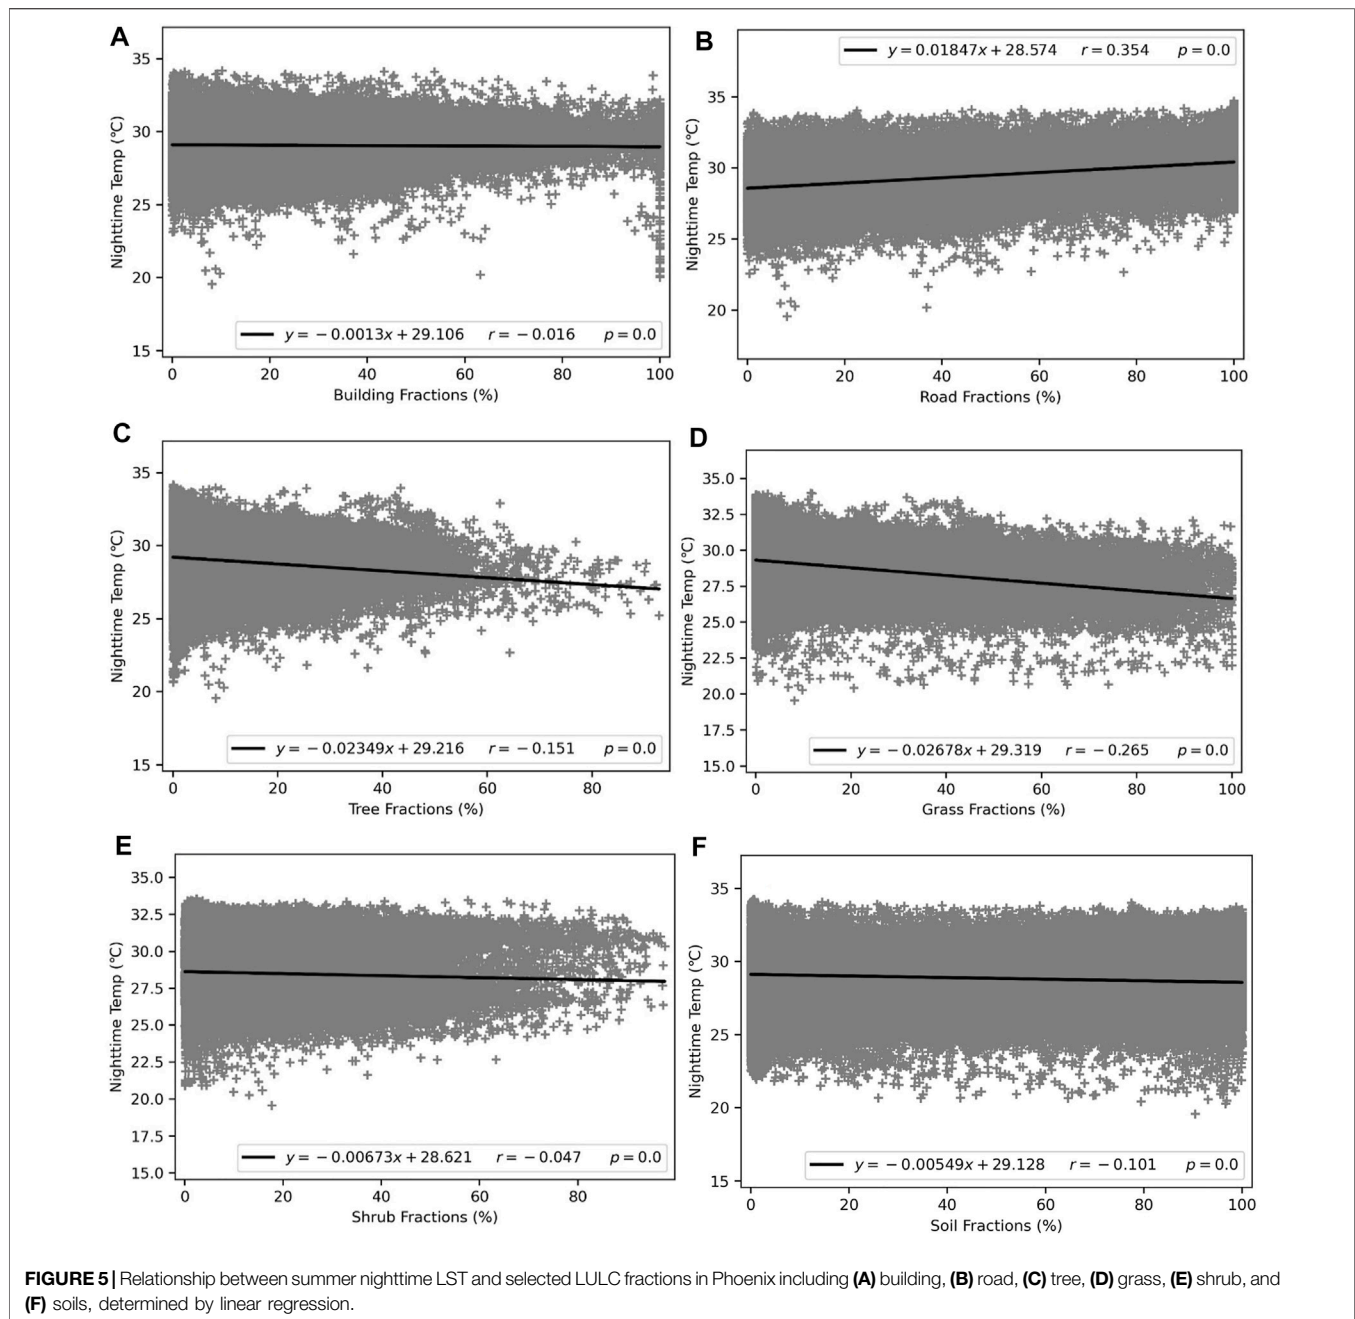 A
35
30
25
20
15
Nighttime Temp (°C)
y = −0.0013x + 29.106 r = −0.016 p = 0.0
0 20 40 60 80 100
Building Fractions (%)
B
y = 0.01847x + 28.574 r = 0.354 p = 0.0
35
30
25
20
Nighttime Temp (°C)
0 20 40 60 80 100
Road Fractions (%)
C
35
30
25
20
15
Nighttime Temp (°C)
y = −0.02349x + 29.216 r = −0.151 p = 0.0
0 20 40 60 80
Tree Fractions (%)
D
35.0
32.5
30.0
27.5
25.0
22.5
20.0
17.5
15.0
Nighttime Temp (°C)
y = −0.02678x + 29.319 r = −0.265 p = 0.0
0 20 40 60 80 100
Grass Fractions (%)
E
35.0
32.5
30.0
27.5
25.0
22.5
20.0
17.5
15.0
Nighttime Temp (°C)
y = −0.00673x + 28.621 r = −0.047 p = 0.0
0 20 40 60 80
Shrub Fractions (%)
F
35
30
25
20
15
Nighttime Temp (°C)
y = −0.00549x + 29.128 r = −0.101 p = 0.0
0 20 40 60 80 100
Soil Fractions (%)
FIGURE 5 | Relationship between summer nighttime LST and selected LULC fractions in Phoenix including (A) building, (B) road, (C) tree, (D) grass, (E) shrub, and
(F) soils, determined by linear regression.